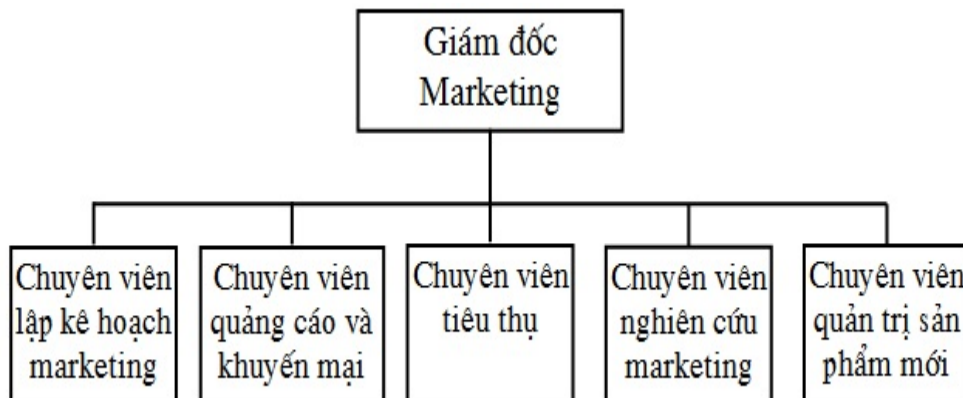 Giám đốc
Marketing
Chuyên viên
lập kê hoạch
marketing
Chuyên viên
quảng cáo và
khuyến mại
Chuyên viên
tiêu thụ
Chuyên viên
nghiên cứu
marketing
Chuyên viên
quản trị sản
phẩm mới